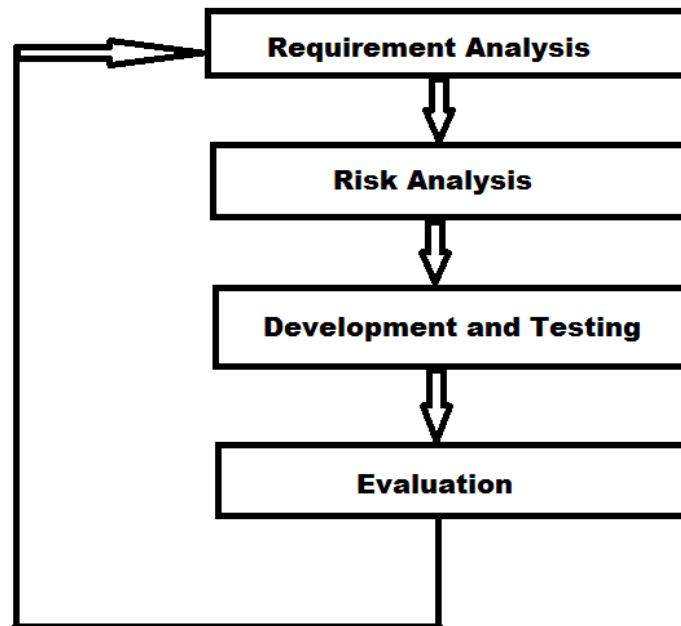 Requirement Analysis
Risk Analysis
Development and Testing
Evaluation